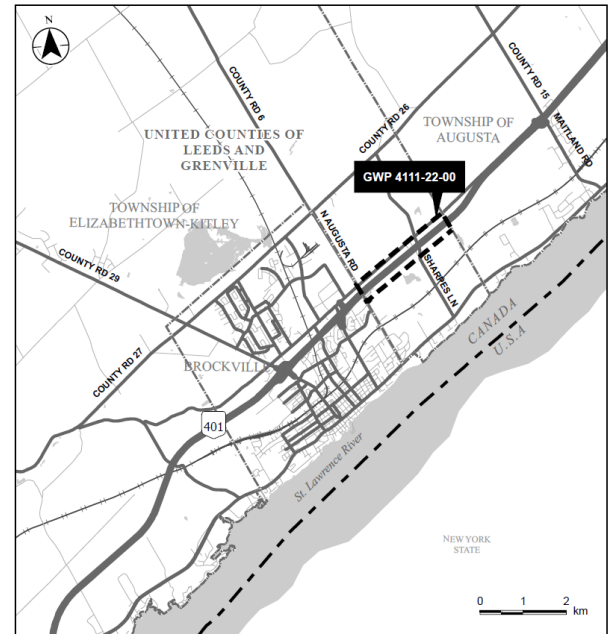 N
COUNTY RD 6
COUNTY RD 15
MAITLAND RD
COUNTY RD 26
TOWNSHIP OF
AUGUSTA
UNITED COUNTIES OF
LEEDS AND
GRENVILLE
GWP 4111-22-00
TOWNSHIP OF
ELIZABETHTOWN-KITLEY
N AUGUSTA RD
COUNTY RD 29
SHARPES LN
CANADA
U.S.A
COUNTY RD 27
BROCKVILLE
401
St. Lawrence River
NEW YORK
STATE
0 1 2
km